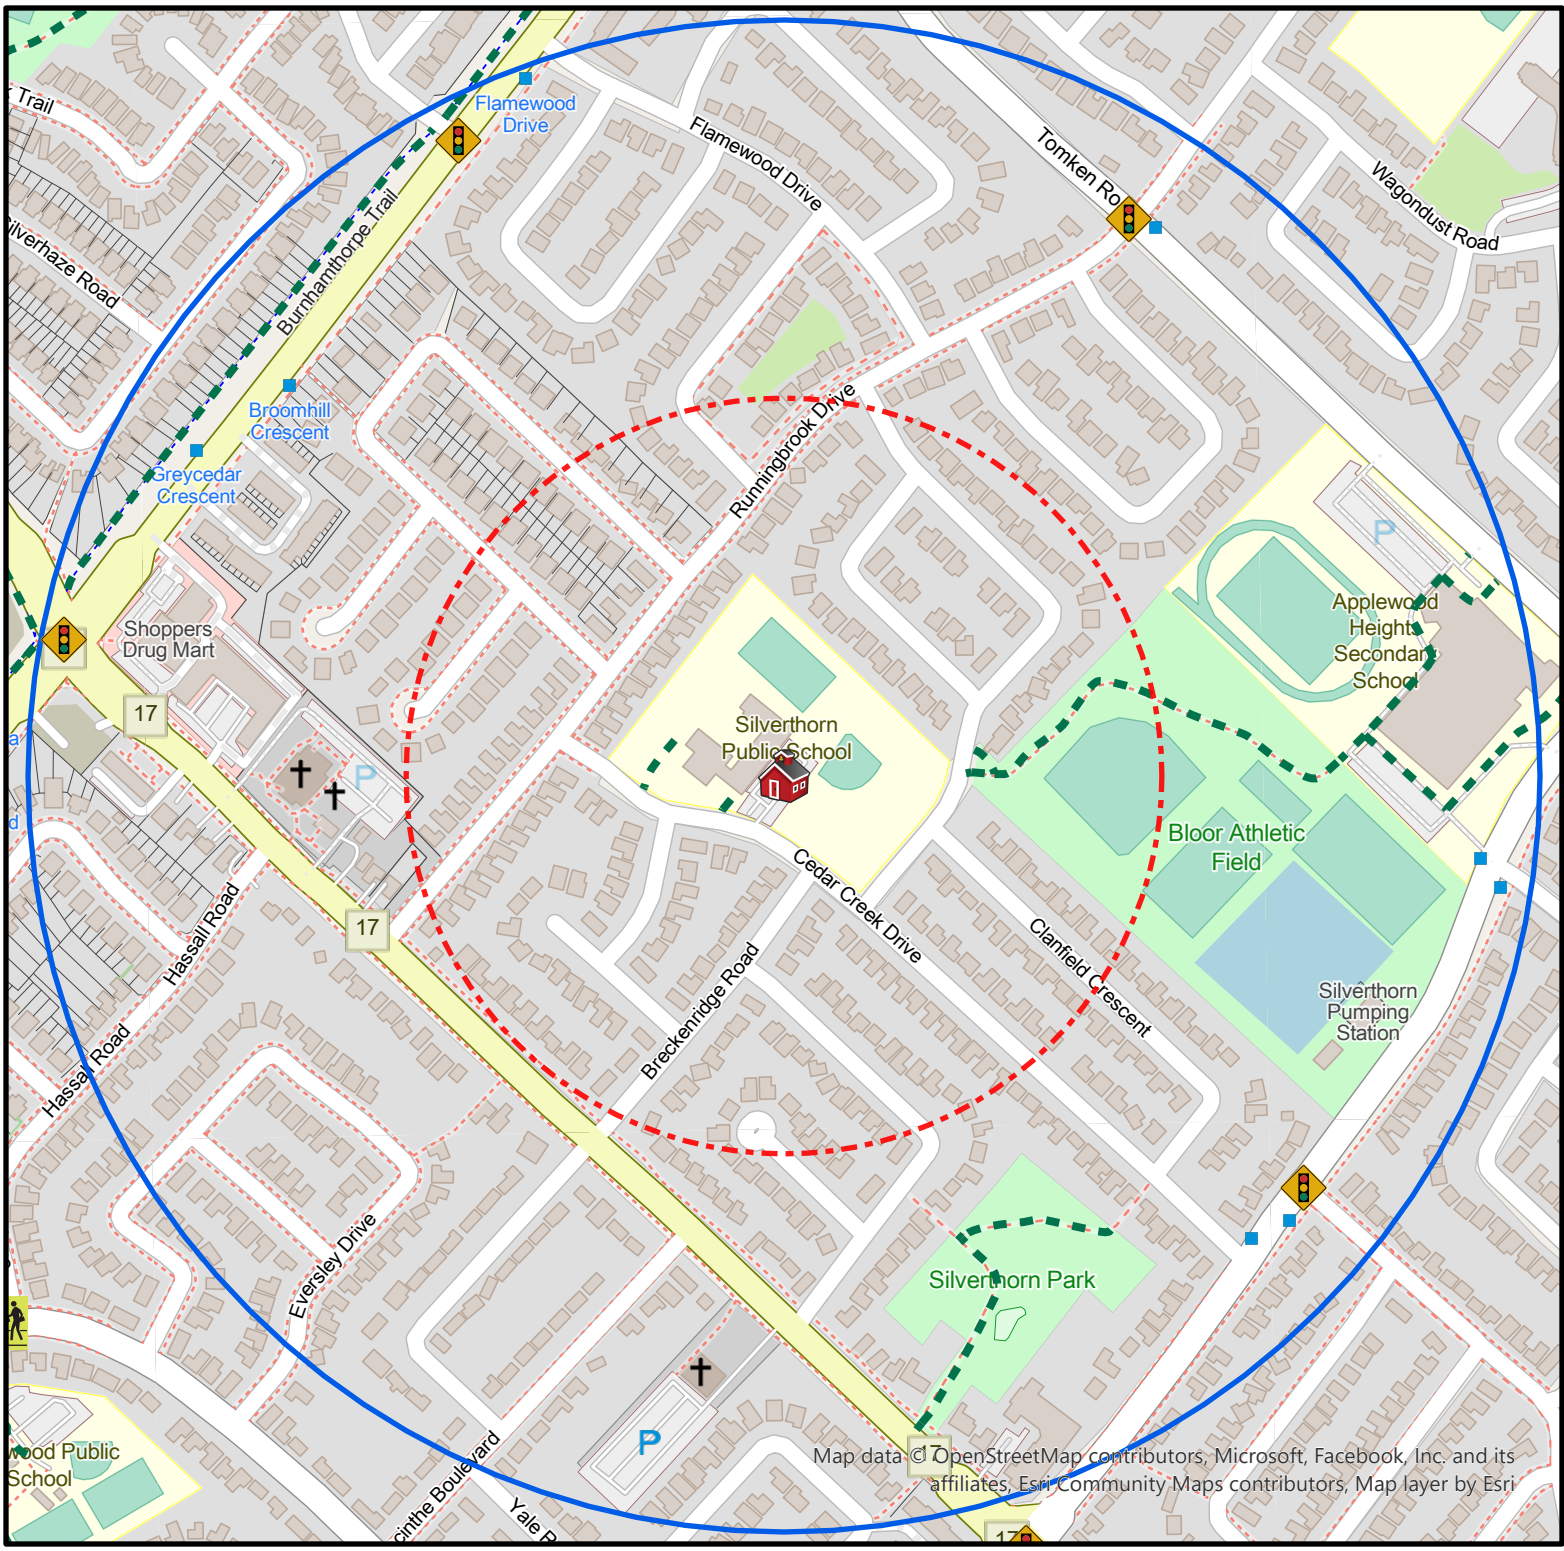 Flamewood
Drive
Trail
Flamewood Drive
Tomken Ro
Wagondust Road
Burnhamthorpe Trail
Silverhaze Road
Broomhill
Crescent
Runningbrook Drive
Greycedar
Crescent
P
Applewood
Heights
Secondary
School
Shoppers
Drug Mart
17
Silverthorn
Public School
P
Bloor Athletic
Field
Cedar Creek Drive
Hassall Road
17
Clanfield Crescent
Breckenridge Road
Silverthorn
Pumping
Station
Hassall Road
Eversley Drive
Silverthorn Park
P
wood Public
School
cinthe Boulevard
Yale R
17
Map data © OpenStreetMap contributors, Microsoft, Facebook, Inc. and its
affiliates, Esri Community Maps contributors, Map layer by Esri
17